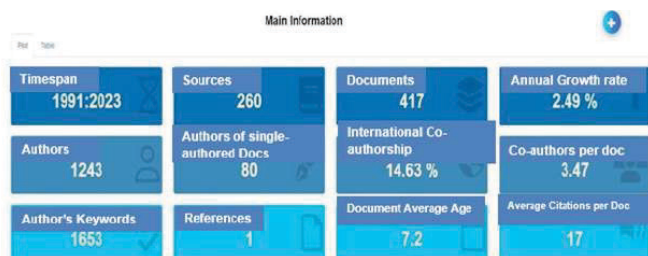 Main Information
Plot Table
Timespan
1991:2023
Sources
260
Documents
417
Annual Growth rate
2.49 %
Authors
1243
Authors of single-
authored Docs
80
International Co-
authorship
14.63 %
Co-authors per doc
3.47
Author's Keywords
1653
References
1
Document Average Age
7.2
Average Citations per Doc
17